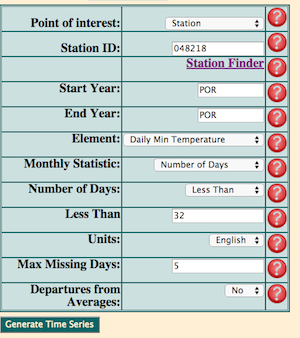 Point of interest: Station
Station ID: 048218
Station Finder
Start Year: POR
End Year: POR
Element: Daily Min Temperature
Monthly Statistic: Number of Days
Number of Days: Less Than
Less Than 32
Units: English
Max Missing Days: 5
Departures from Averages: No
Generate Time Series